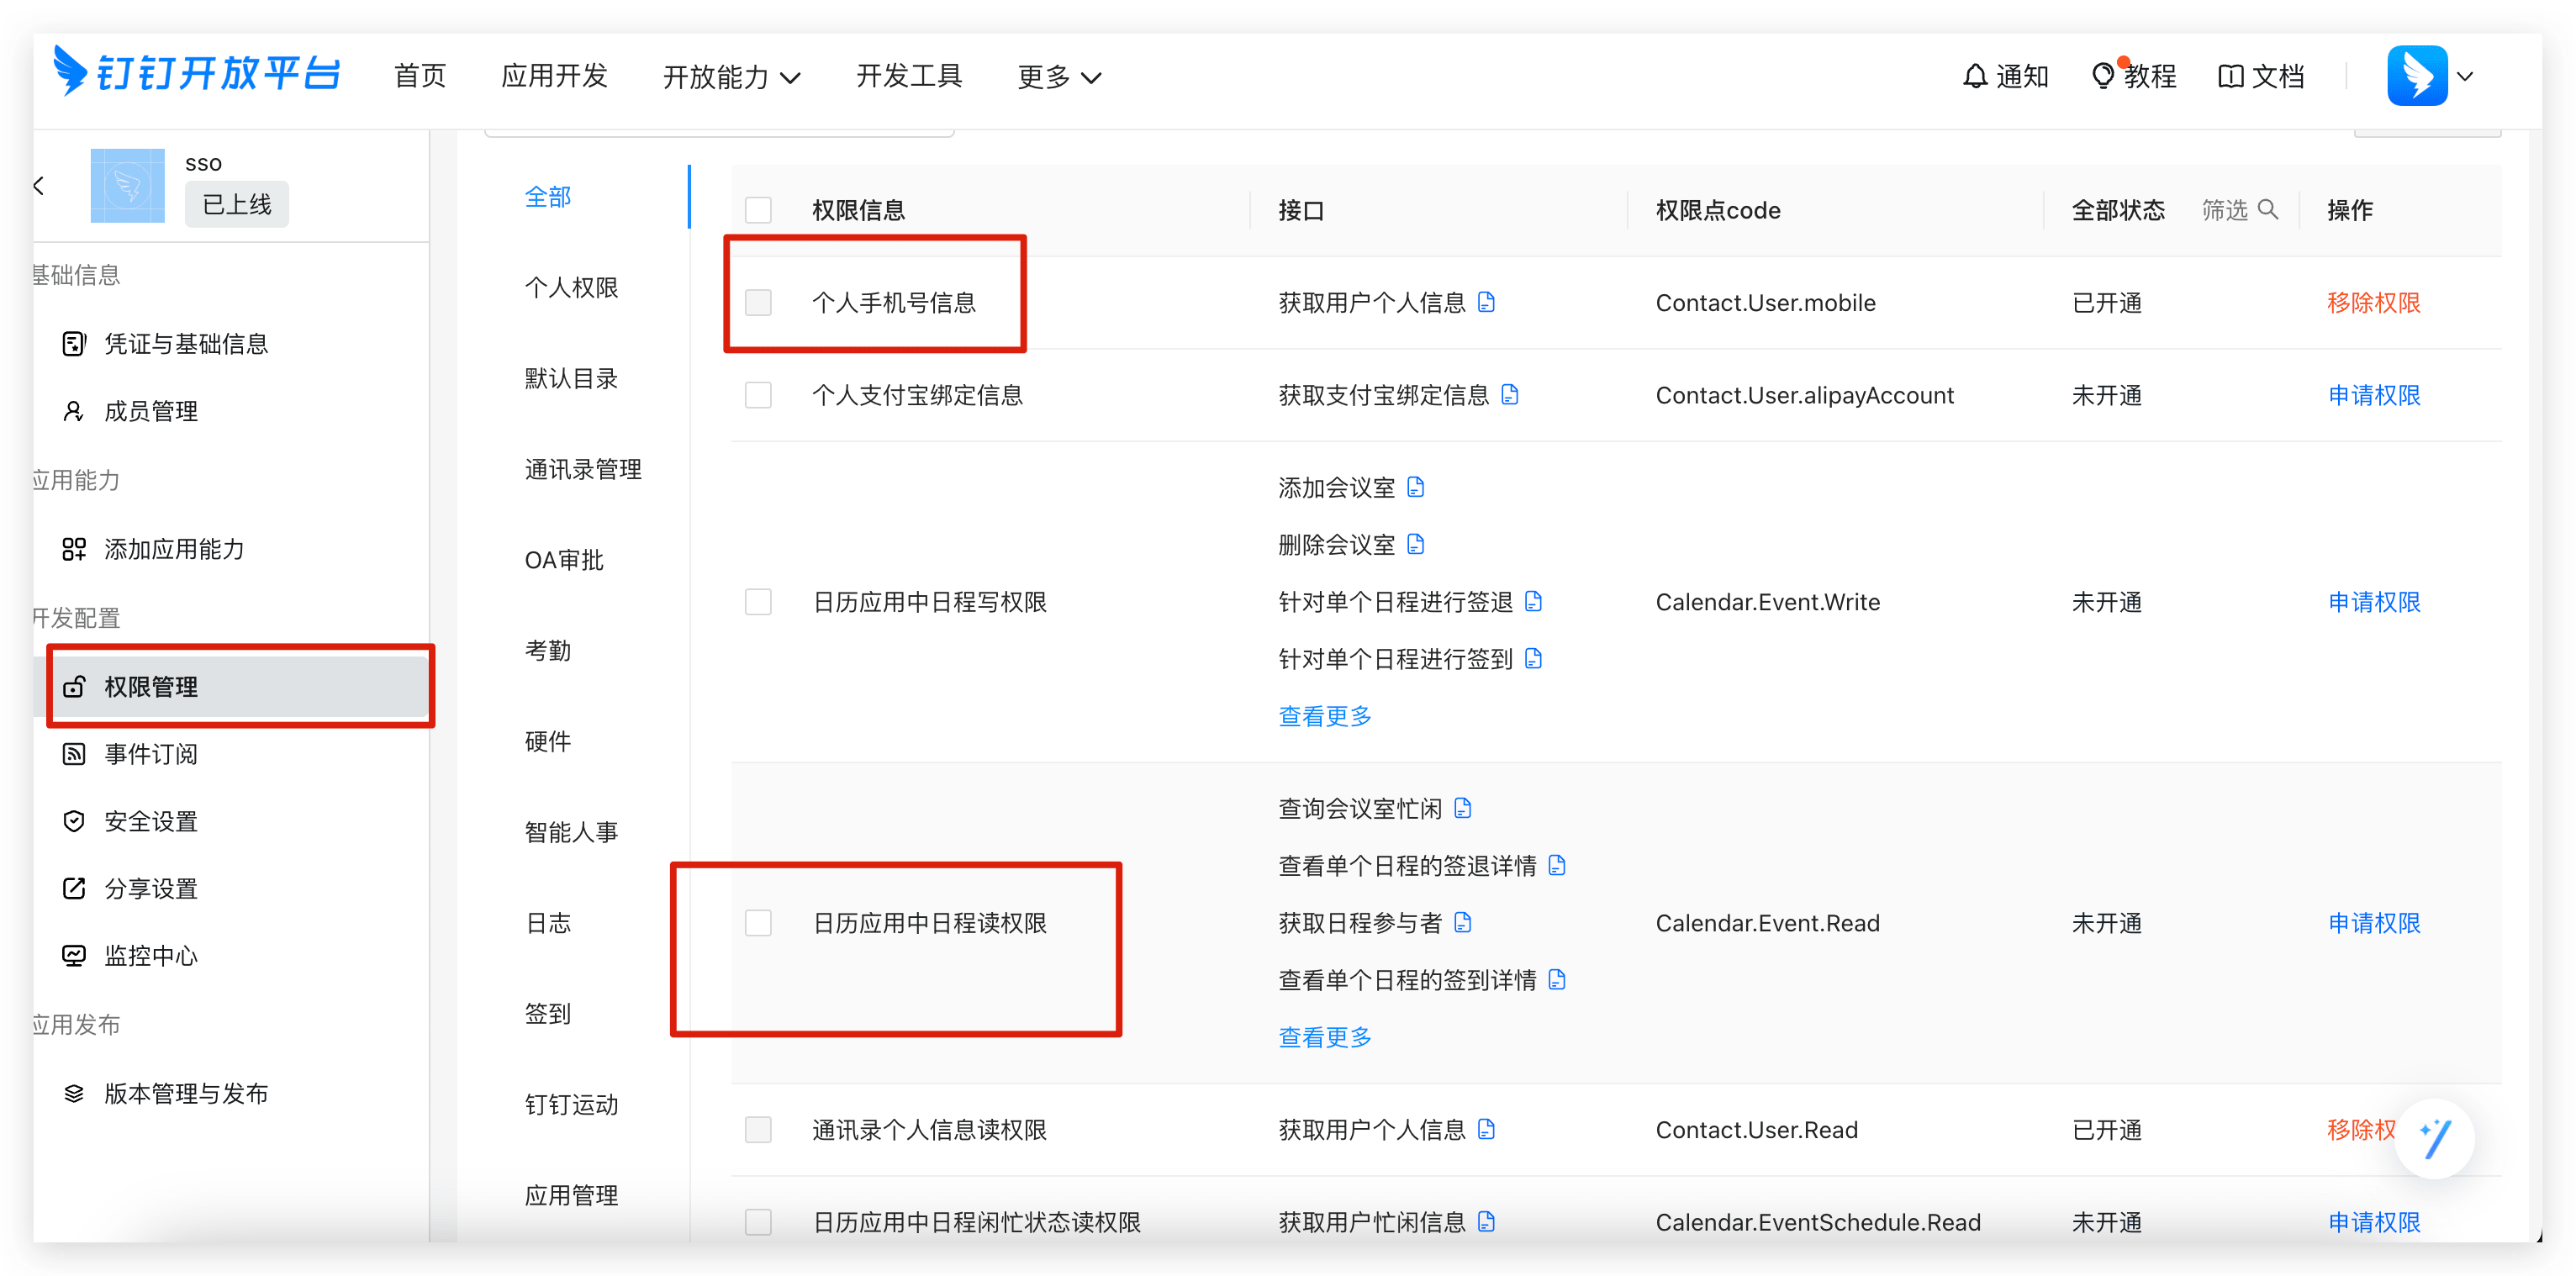 钉钉开放平台
首页
应用开发
开放能力
开发工具
更多
通知
教程
文档
sso
已上线
基础信息
凭证与基础信息
成员管理
应用能力
添加应用能力
开发配置
权限管理
事件订阅
安全设置
分享设置
监控中心
应用发布
版本管理与发布
全部
个人权限
默认目录
通讯录管理
OA审批
考勤
硬件
智能人事
日志
签到
钉钉运动
应用管理
权限信息 接口 权限点code 全部状态 筛选 操作
个人手机号信息 获取用户个人信息 Contact.User.mobile 已开通 移除权限
个人支付宝绑定信息 获取支付宝绑定信息 Contact.User.alipayAccount 未开通 申请权限
添加会议室
删除会议室
日历应用中日程写权限 针对单个日程进行签退 Calendar.Event.Write 未开通 申请权限
针对单个日程进行签到
查看更多
查询会议室忙闲
查看单个日程的签退详情
日历应用中日程读权限 获取日程参与者 Calendar.Event.Read 未开通 申请权限
查看单个日程的签到详情
查看更多
通讯录个人信息读权限 获取用户个人信息 Contact.User.Read 已开通 移除权
日历应用中日程闲忙状态读权限 获取用户忙闲信息 Calendar.EventSchedule.Read 未开通 申请权限